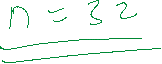 n = 32